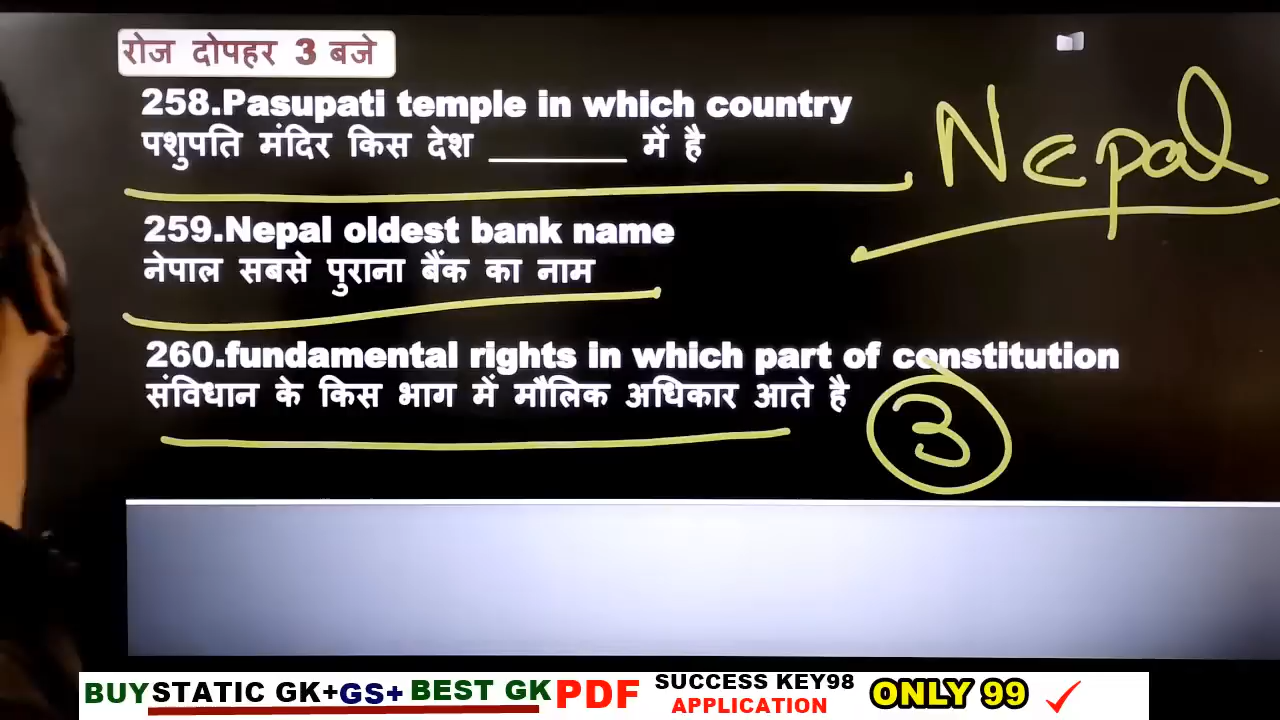 रोज दोपहर 3 बजे
258.Pasupati temple in which country
पशुपति मंदिर किस देश ________ में है
Nepal
259.Nepal oldest bank name
नेपाल सबसे पुराना बैंक का नाम
260.fundamental rights in which part of constitution
संविधान के किस भाग में मौलिक अधिकार आते है
3
BUY STATIC GK+GS+ BEST GK PDF SUCCESS KEY98 APPLICATION ONLY 99